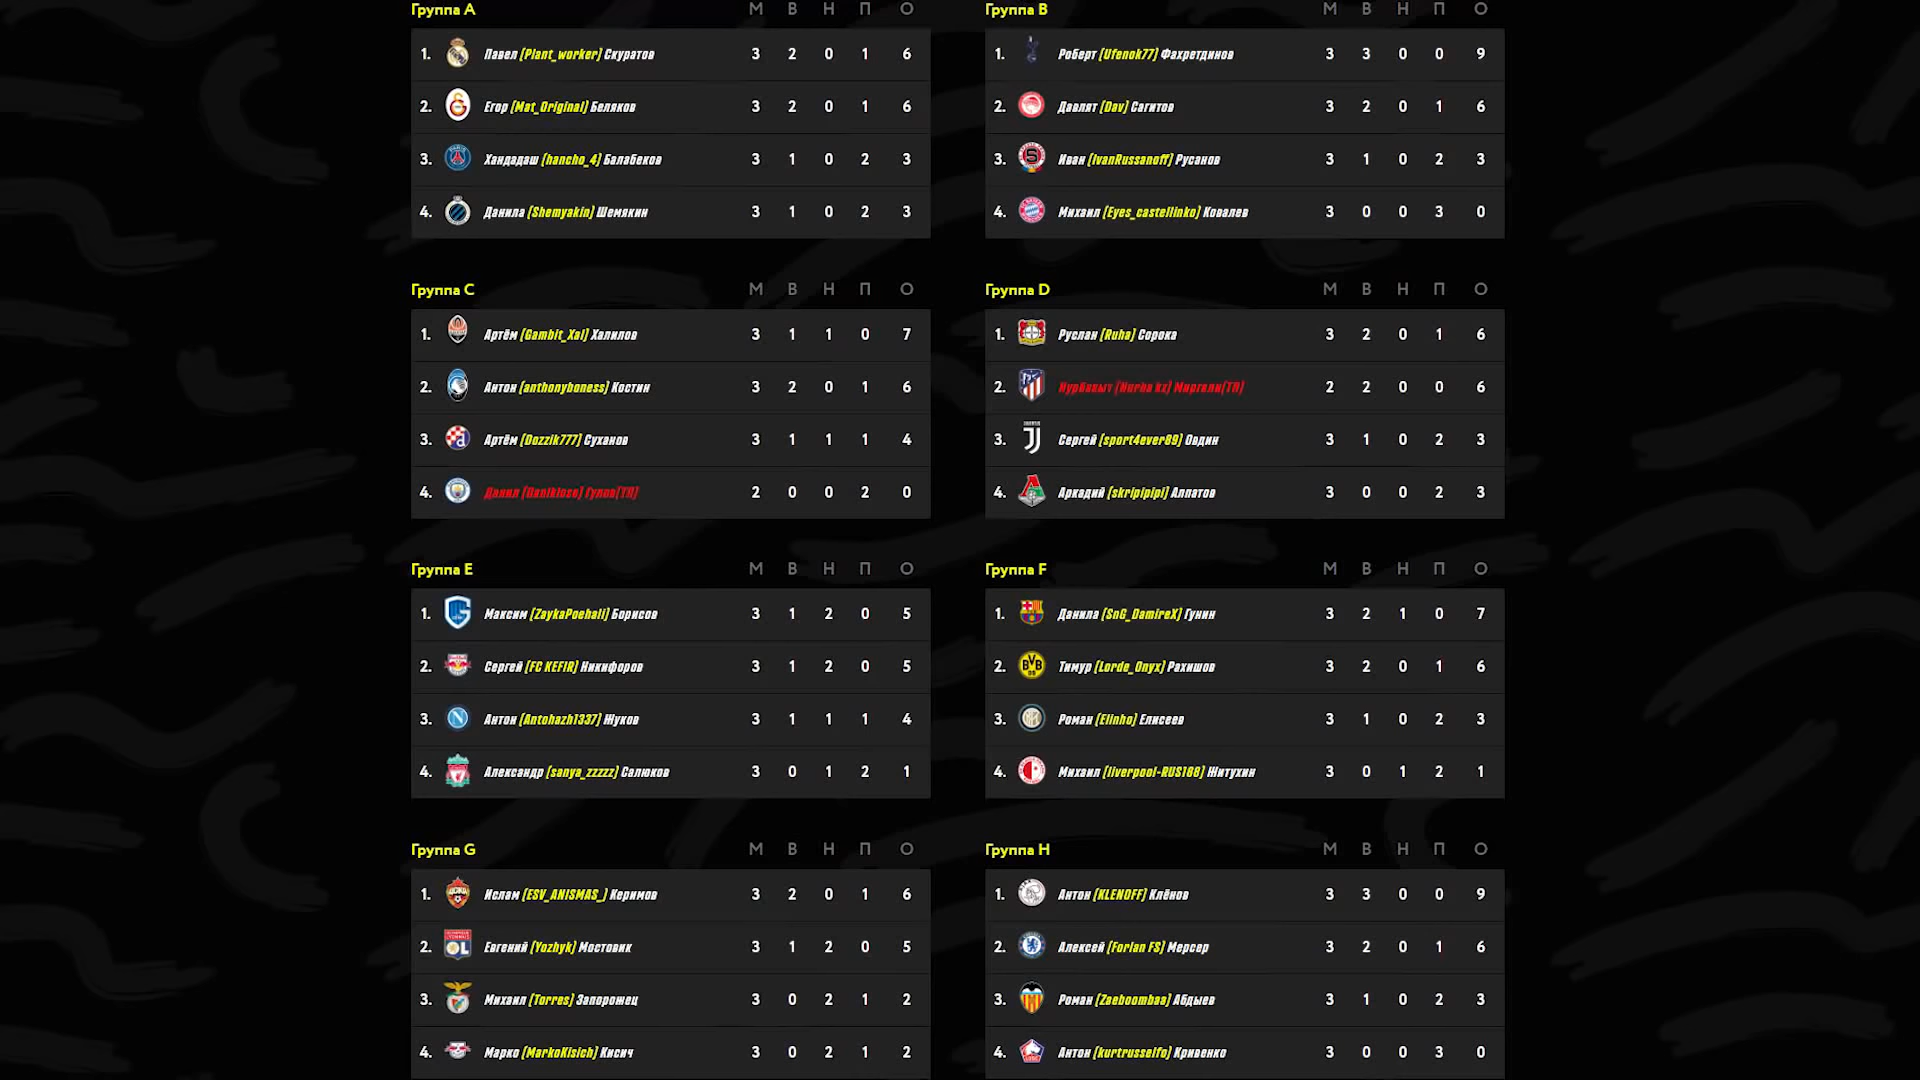 Группа A М В Н П О
1. Павел [Plant_worker] Скуратов 3 2 0 1 6
2. Егор [Mat_Original] Беляков 3 2 0 1 6
3. Хандадаш [hancho_4] Балабеков 3 1 0 2 3
4. Данила [Shemyakin] Шемякин 3 1 0 2 3
Группа B М В Н П О
1. Роберт [Ufenok77] Фахретдинов 3 3 0 0 9
2. Давлят [Dav] Сагитов 3 2 0 1 6
3. Иван [IvanRussanoff] Русанов 3 1 0 2 3
4. Михаил [Eyes_castellinko] Ковалев 3 0 0 3 0
Группа C М В Н П О
1. Артём [Gambit_Xal] Халилов 3 1 1 0 7
2. Антон [anthonyboness] Костин 3 2 0 1 6
3. Артём [Dozzik777] Суханов 3 1 1 1 4
4. Данил [Daniklose] Гулов(ТП) 2 0 0 2 0
Группа D М В Н П О
1. Руслан [Ruha] Сорока 3 2 0 1 6
2. Нурбахыт [Nurba kz] Миргали(ТП) 2 2 0 0 6
3. Сергей [sport4ever89] Овдин 3 1 0 2 3
4. Аркадий [skripipipi] Алпатов 3 0 0 2 3
Группа E М В Н П О
1. Максим [ZaykaPoehali] Борисов 3 1 2 0 5
2. Сергей [FC KEFIR] Никифоров 3 1 2 0 5
3. Антон [Antohazh1337] Жуков 3 1 1 1 4
4. Александр [sanya_zzzzz] Салюков 3 0 1 2 1
Группа F М В Н П О
1. Данила [SnG_DamireX] Гунин 3 2 1 0 7
2. Тимур [Lorde_Onyx] Рахишов 3 2 0 1 6
3. Роман [Elinho] Елисеев 3 1 0 2 3
4. Михаил [liverpool-RUS188] Житухин 3 0 1 2 1
Группа G М В Н П О
1. Ислам [ESV_ANISMAS_] Керимов 3 2 0 1 6
2. Евгений [Yozhyk] Мостовик 3 1 2 0 5
3. Михаил [Torres] Запорожец 3 0 2 1 2
4. Марко [MarkoKisich] Кисич 3 0 2 1 2
Группа H М В Н П О
1. Антон [KLENOFF] Клёнов 3 3 0 0 9
2. Алексей [Forlan FS] Мерсер 3 2 0 1 6
3. Роман [Zaeboombaa] Абдыев 3 1 0 2 3
4. Антон [kurtrusselfo] Кривенко 3 0 0 3 0